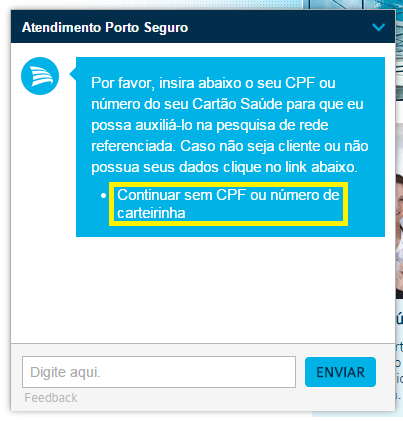 Atendimento Porto Seguro
Por favor, insira abaixo o seu CPF ou
número do seu Cartão Saúde para que eu
possa auxiliá-lo na pesquisa de rede
referenciada. Caso não seja cliente ou não
possua seus dados clique no link abaixo.
• Continuar sem CPF ou número de
carteirinha
Digite aqui.
ENVIAR
Feedback